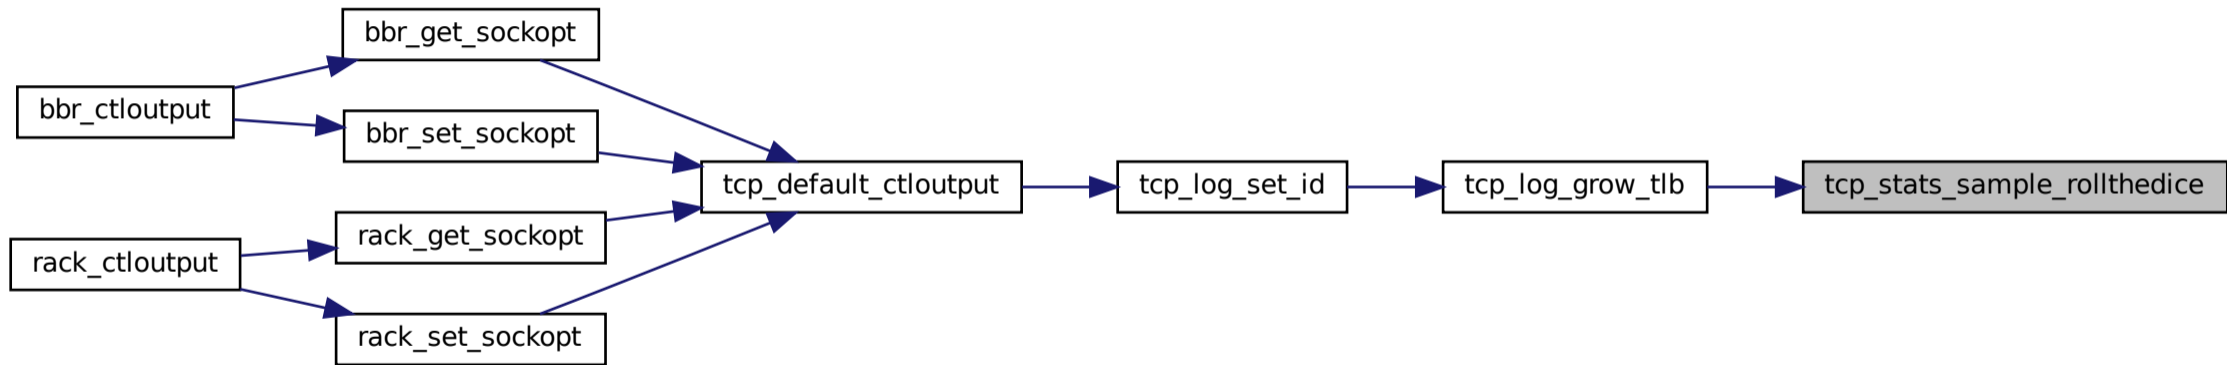 bbr_get_sockopt
bbr_ctloutput
bbr_set_sockopt
tcp_default_ctloutput
tcp_log_set_id
tcp_log_grow_tlb
tcp_stats_sample_rollthedice
rack_get_sockopt
rack_ctloutput
rack_set_sockopt